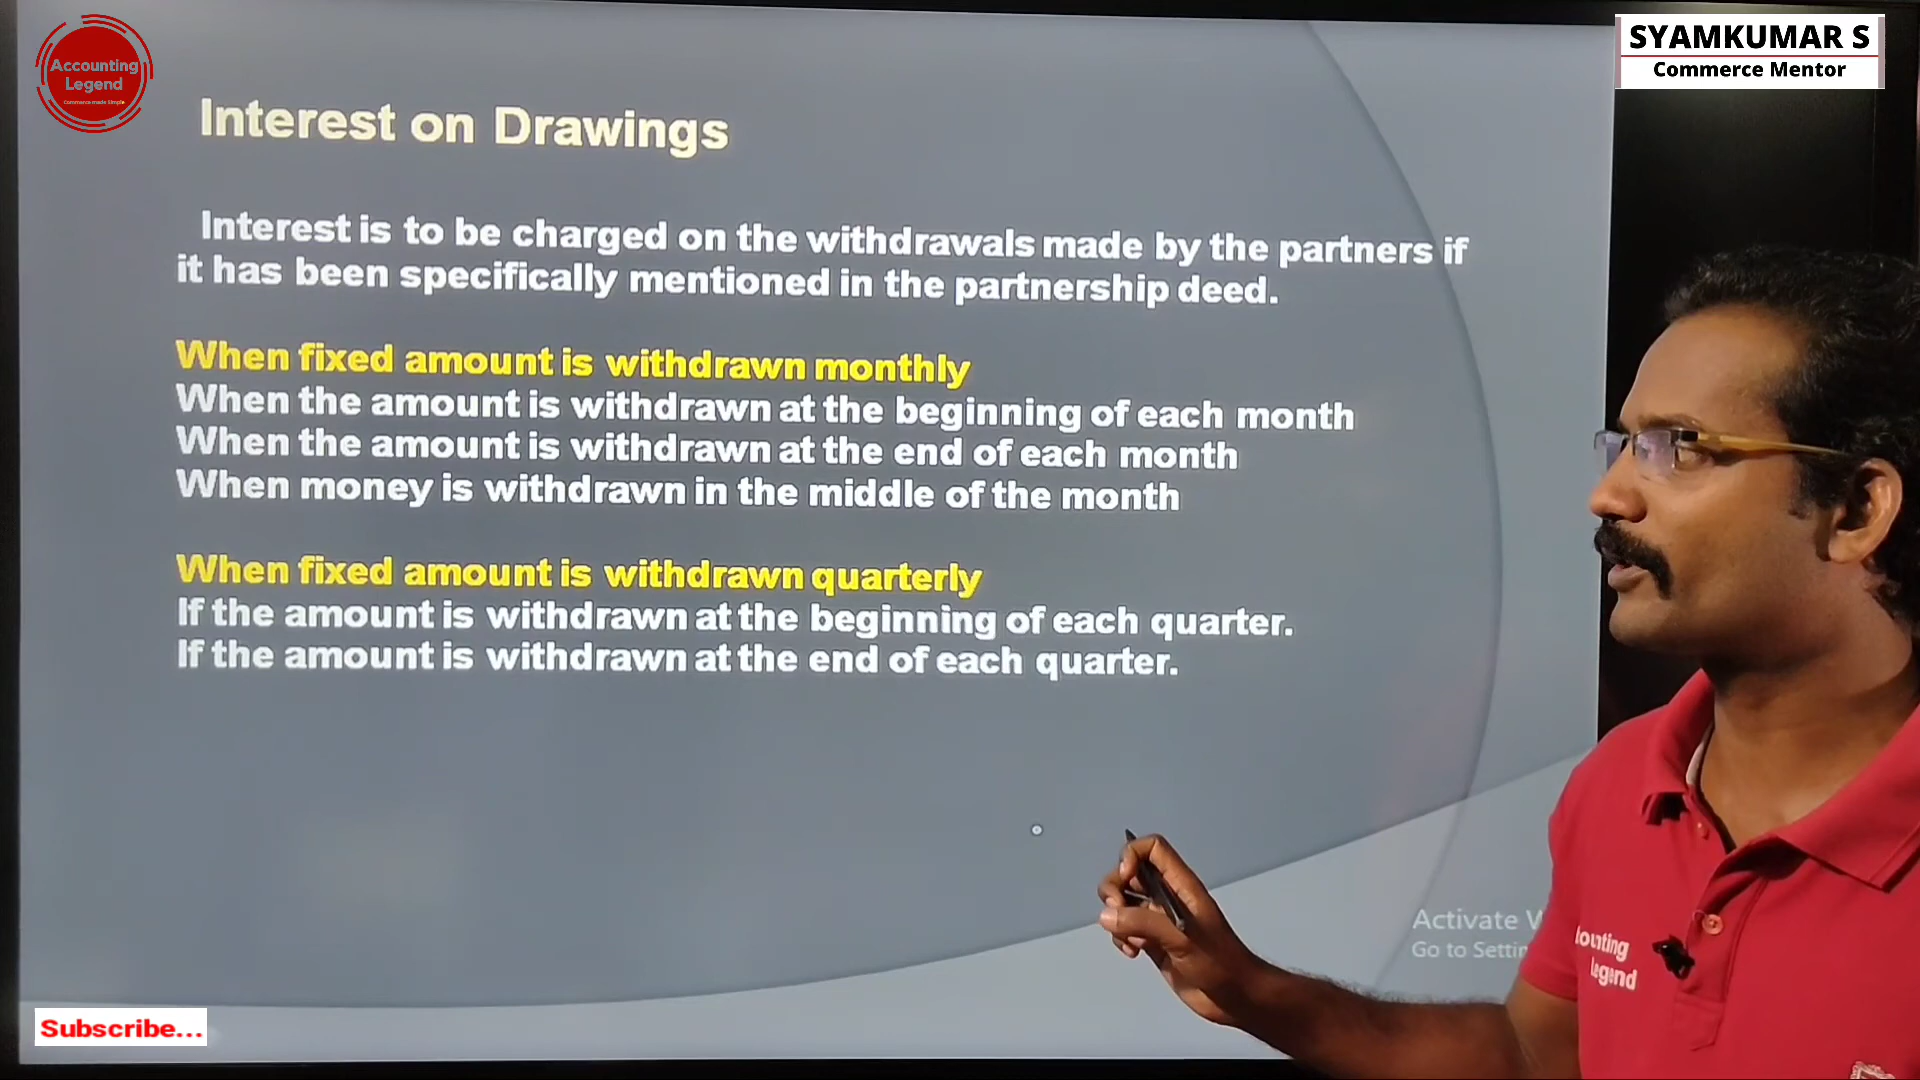 Accounting
Legend
Commerce made Simple
SYAMKUMAR S
Commerce Mentor
Interest on Drawings
Interest is to be charged on the withdrawals made by the partners if
it has been specifically mentioned in the partnership deed.
When fixed amount is withdrawn monthly
When the amount is withdrawn at the beginning of each month
When the amount is withdrawn at the end of each month
When money is withdrawn in the middle of the month
When fixed amount is withdrawn quarterly
If the amount is withdrawn at the beginning of each quarter.
If the amount is withdrawn at the end of each quarter.
Activate
Go to
ounting
Legend
Subscribe...